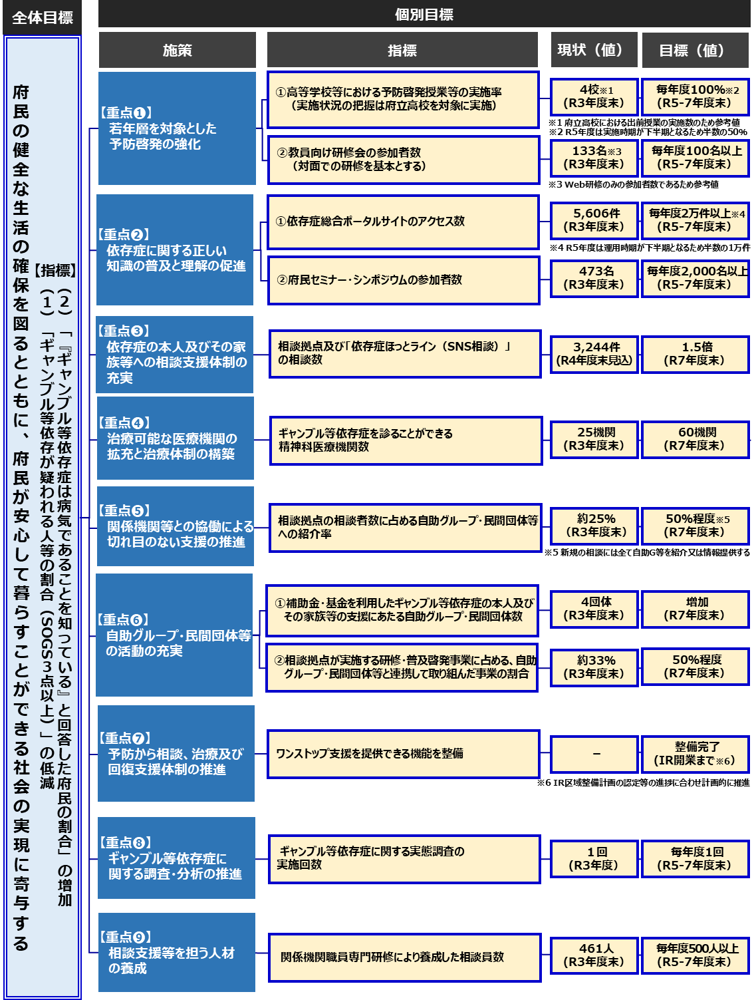 全体目標
府民の健全な生活の確保を図るとともに、府民が安心して暮らすことができる社会の実現に寄与する
【指標】
(1)「ギャンブル等依存が疑われる人等の割合(SOGS3点以上)」の低減
(2)「『ギャンブル等依存症は病気であることを知っている』と回答した府民の割合」の増加
個別目標
施策
指標
現状（値）
目標（値）
【重点❶】
若年層を対象とした
予防啓発の強化
①高等学校等における予防啓発授業等の実施率
（実施状況の把握は府立高校を対象に実施）
4校※1
(R3年度末)
毎年度100%※2
(R5-7年度末)
※1 府立高校における出前授業の実施数のため参考値
※2 R5年度は実施時期が下半期となるため半数の50%
②教員向け研修会の参加者数
（対面での研修を基本とする）
133名※3
(R3年度末)
毎年度100名以上
(R5-7年度末)
※3 Web研修のみの参加者数であるため参考値
【重点❷】
依存症に関する正しい
知識の普及と理解の促進
①依存症総合ポータルサイトのアクセス数
5,606件
(R3年度末)
毎年度2万件以上※4
(R5-7年度末)
※4 R5年度は運用時期が下半期となるため半数の1万件
②府民セミナー・シンポジウムの参加者数
473名
(R3年度末)
毎年度2,000名以上
(R5-7年度末)
【重点❸】
依存症の本人及びその家
族等への相談支援体制の
充実
相談拠点及び「依存症ほっとライン（SNS相談）」
の相談数
3,244件
(R4年度末見込)
1.5倍
(R7年度末)
【重点❹】
治療可能な医療機関の
拡充と治療体制の構築
ギャンブル等依存症を診ることができる
精神科医療機関数
25機関
(R3年度末)
60機関
(R7年度末)
【重点❺】
関係機関等との協働による
切れ目のない支援の推進
相談拠点の相談者数に占める自助グループ・民間団体等
への紹介率
約25%
（R3年度末）
50%程度※5
(R7年度末)
※5 新規の相談には全て自助G等を紹介又は情報提供する
【重点❻】
自助グループ・民間団体等
の活動の充実
①補助金・基金を利用したギャンブル等依存症の本人及び
その家族等の支援にあたる自助グループ・民間団体数
4団体
(R3年度末)
増加
(R7年度末)
②相談拠点が実施する研修・普及啓発事業に占める、自助
グループ・民間団体等と連携して取り組んだ事業の割合
約33%
(R3年度末)
50%程度
(R7年度末)
【重点❼】
予防から相談、治療及び
回復支援体制の推進
ワンストップ支援を提供できる機能を整備
－
整備完了
(IR開業まで※6)
※6 IR区域整備計画の認定等の進捗に合わせ計画的に推進
【重点❽】
ギャンブル等依存症に
関する調査・分析の推進
ギャンブル等依存症に関する実態調査の
実施回数
1回
(R3年度)
毎年度1回
(R5-7年度末)
【重点❾】
相談支援等を担う人材
の養成
関係機関職員専門研修により養成した相談員数
461人
(R3年度末)
毎年度500人以上
(R5-7年度末)